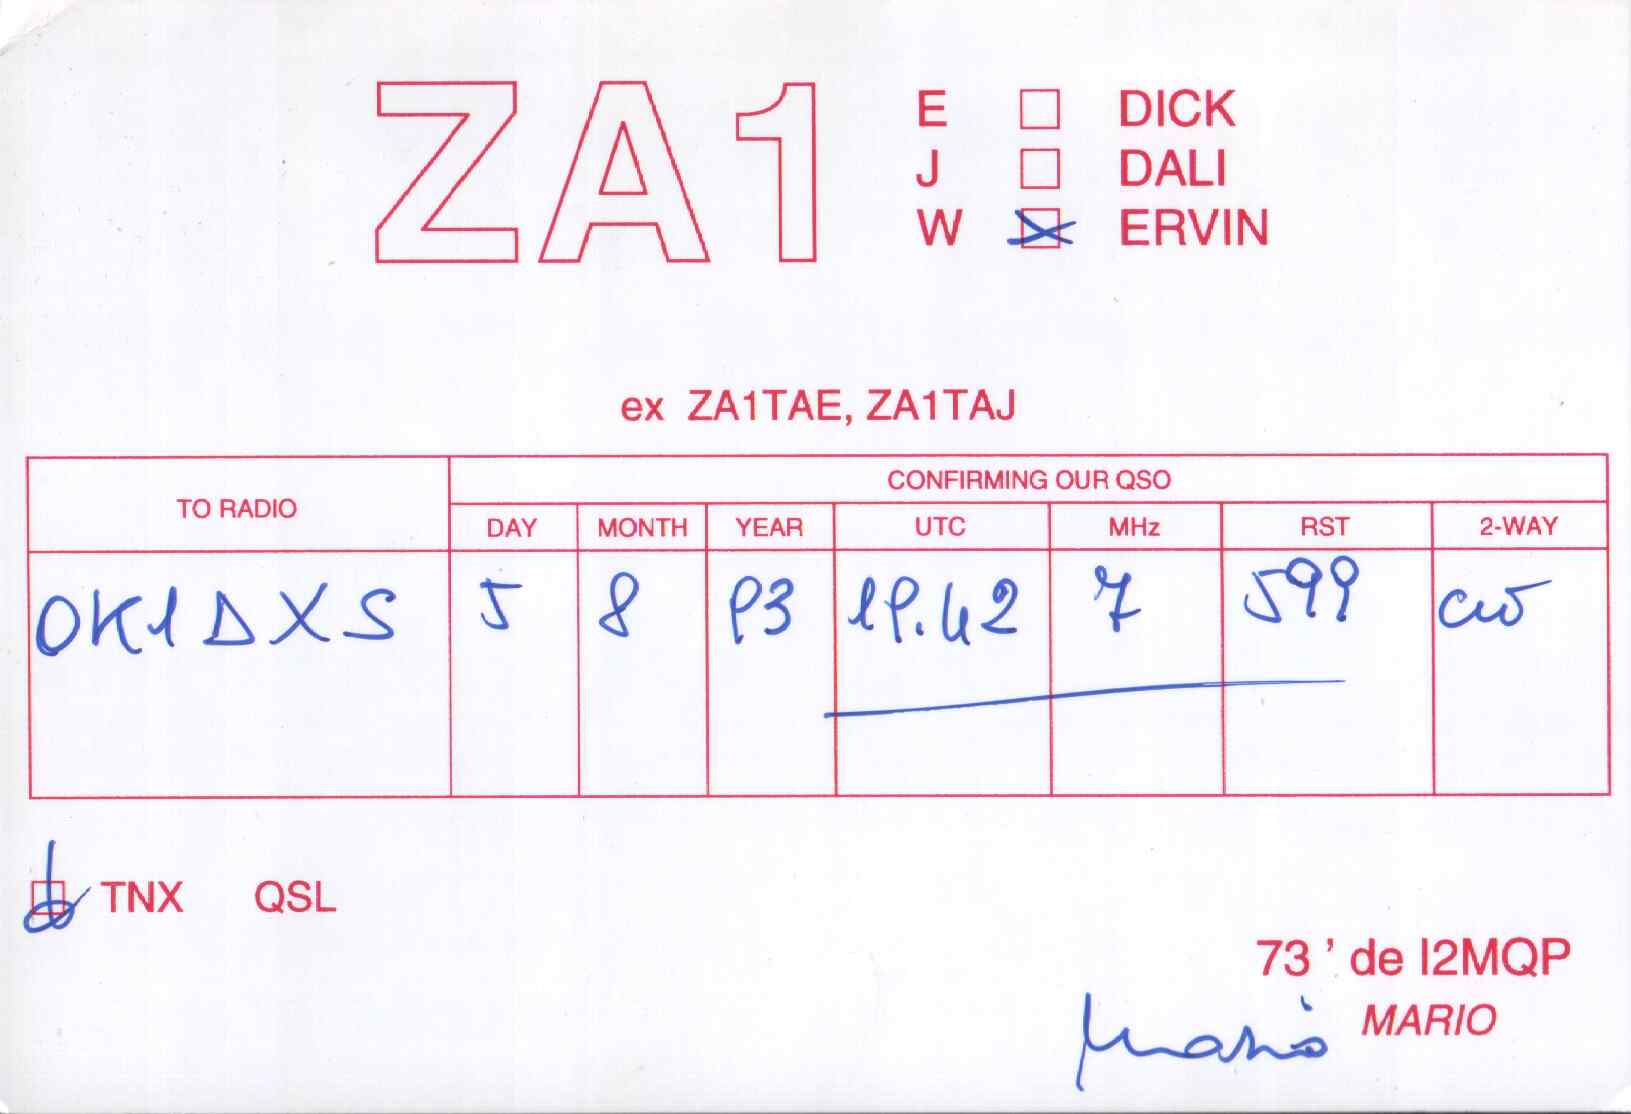 ZA1
E DICK
J DALI
W ERVIN
ex ZA1TAE, ZA1TAJ
TO RADIO
CONFIRMING OUR QSO
DAY MONTH YEAR UTC MHz RST 2-WAY
OK1DXS 5 8 93 19.42 7 599 cw
TNX QSL
73 ' de I2MQP
MARIO
Mario